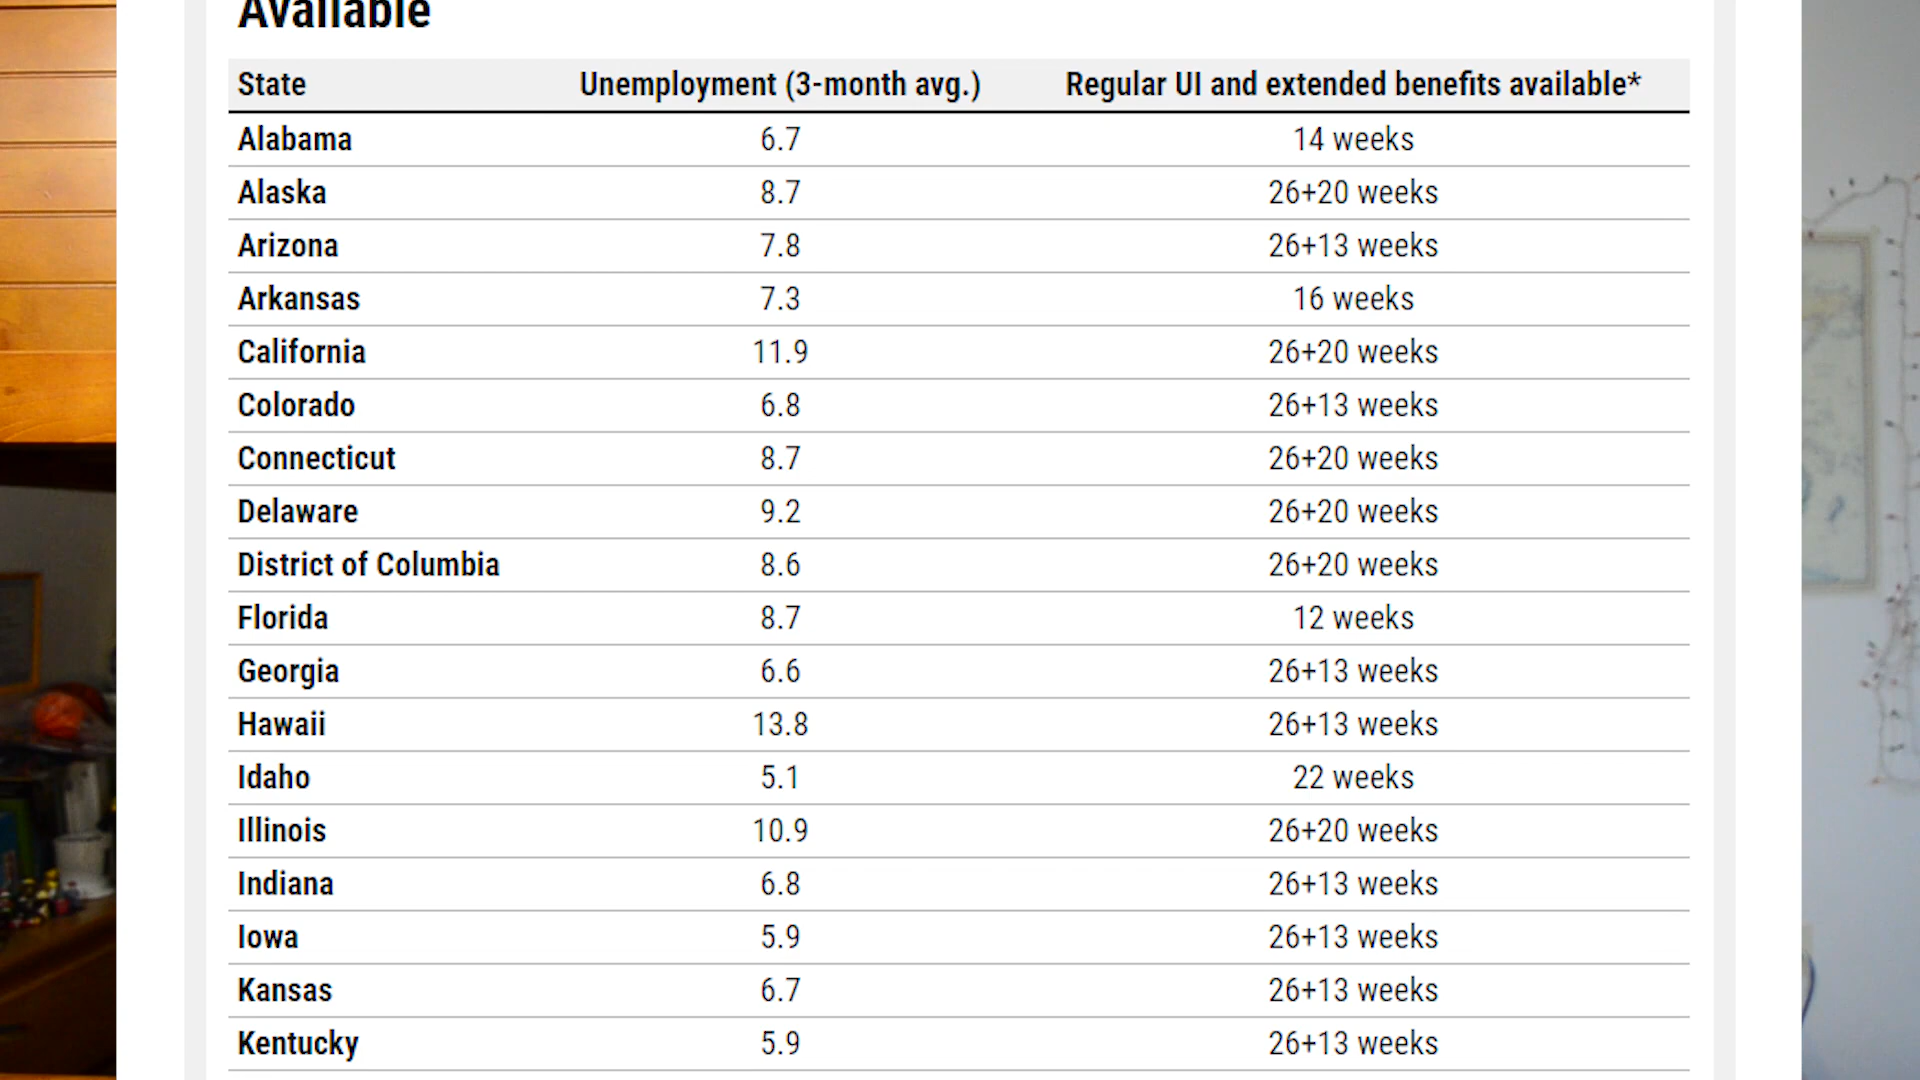 Available
State Unemployment (3-month avg.) Regular UI and extended benefits available*
Alabama 6.7 14 weeks
Alaska 8.7 26+20 weeks
Arizona 7.8 26+13 weeks
Arkansas 7.3 16 weeks
California 11.9 26+20 weeks
Colorado 6.8 26+13 weeks
Connecticut 8.7 26+20 weeks
Delaware 9.2 26+20 weeks
District of Columbia 8.6 26+20 weeks
Florida 8.7 12 weeks
Georgia 6.6 26+13 weeks
Hawaii 13.8 26+13 weeks
Idaho 5.1 22 weeks
Illinois 10.9 26+20 weeks
Indiana 6.8 26+13 weeks
Iowa 5.9 26+13 weeks
Kansas 6.7 26+13 weeks
Kentucky 5.9 26+13 weeks